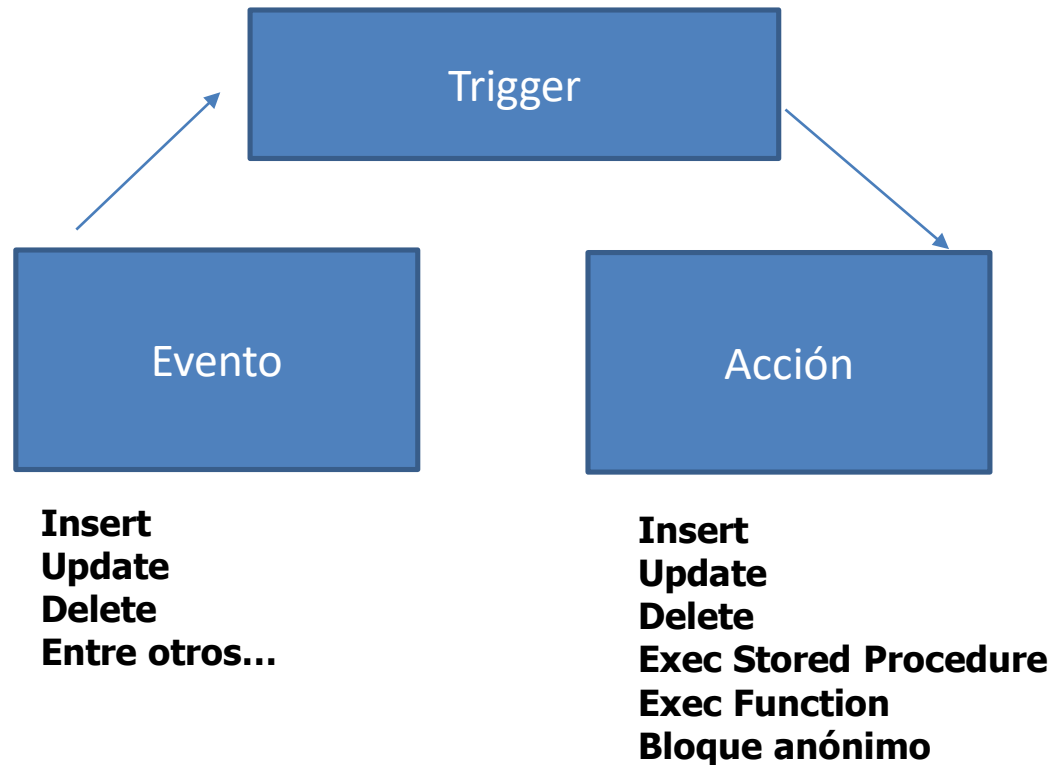 Trigger
Evento
Acción
Insert
Update
Delete
Entre otros...
Insert
Update
Delete
Exec Stored Procedure
Exec Function
Bloque anónimo